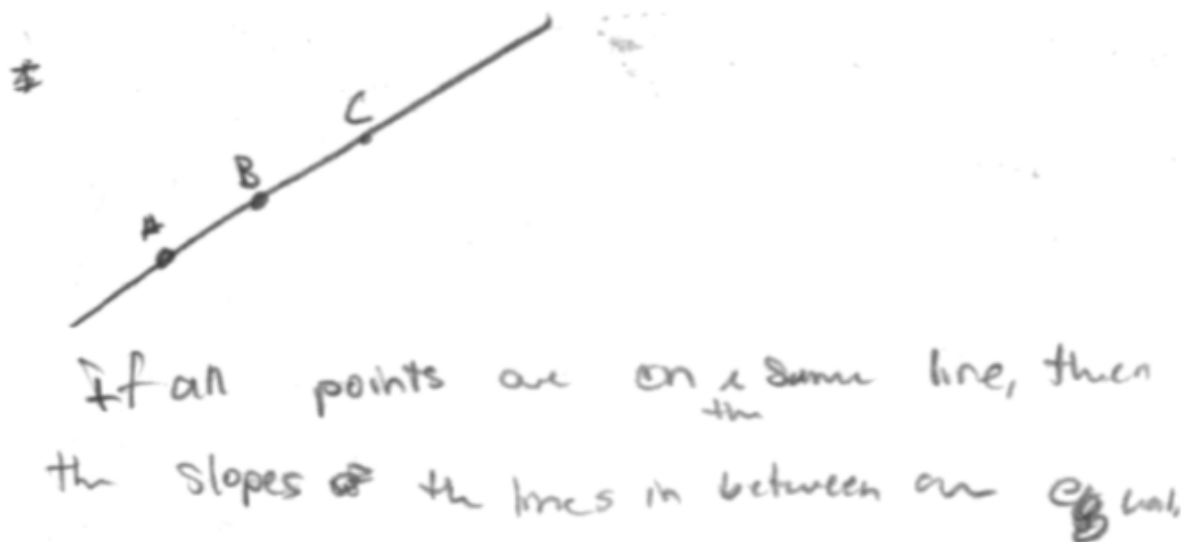 C
B
A
If all points are on the same line, then
the slopes of the lines in between are equal.